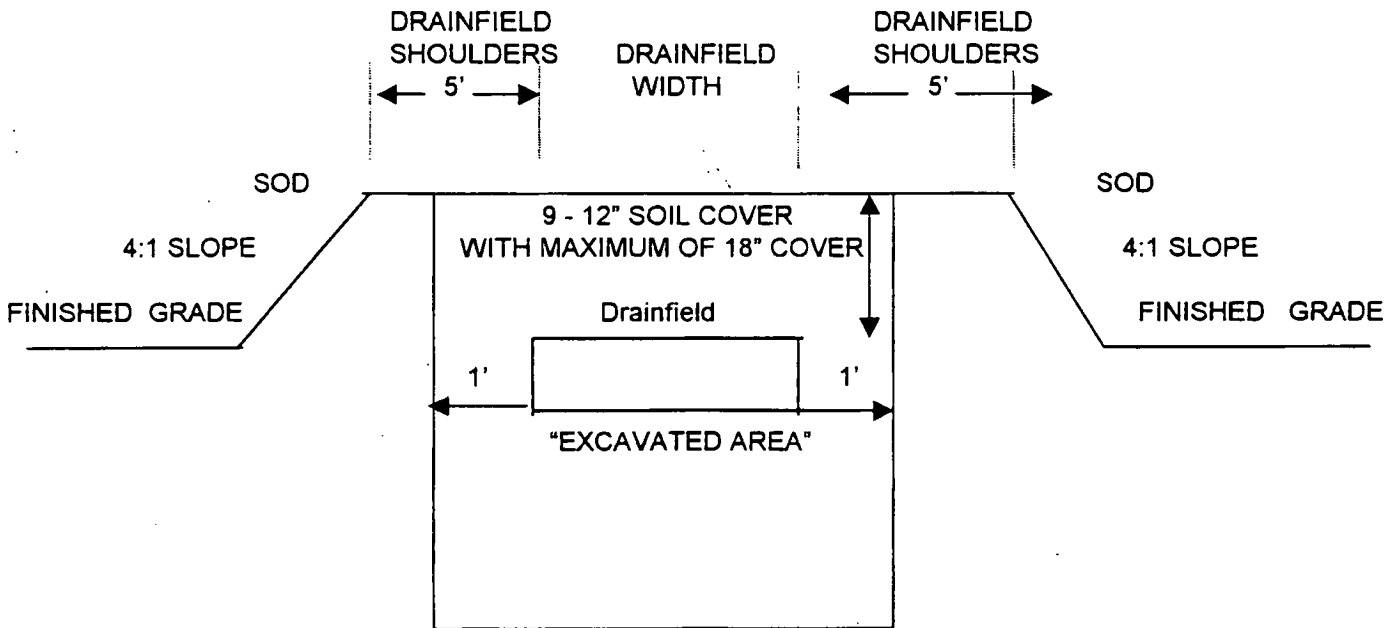 DRAINFIELD
SHOULDERS
5’
DRAINFIELD
WIDTH
DRAINFIELD
SHOULDERS
5’
SOD
SOD
9 - 12” SOIL COVER
WITH MAXIMUM OF 18” COVER
4:1 SLOPE
4:1 SLOPE
FINISHED GRADE
Drainfield
FINISHED GRADE
1’
1’
“EXCAVATED AREA”